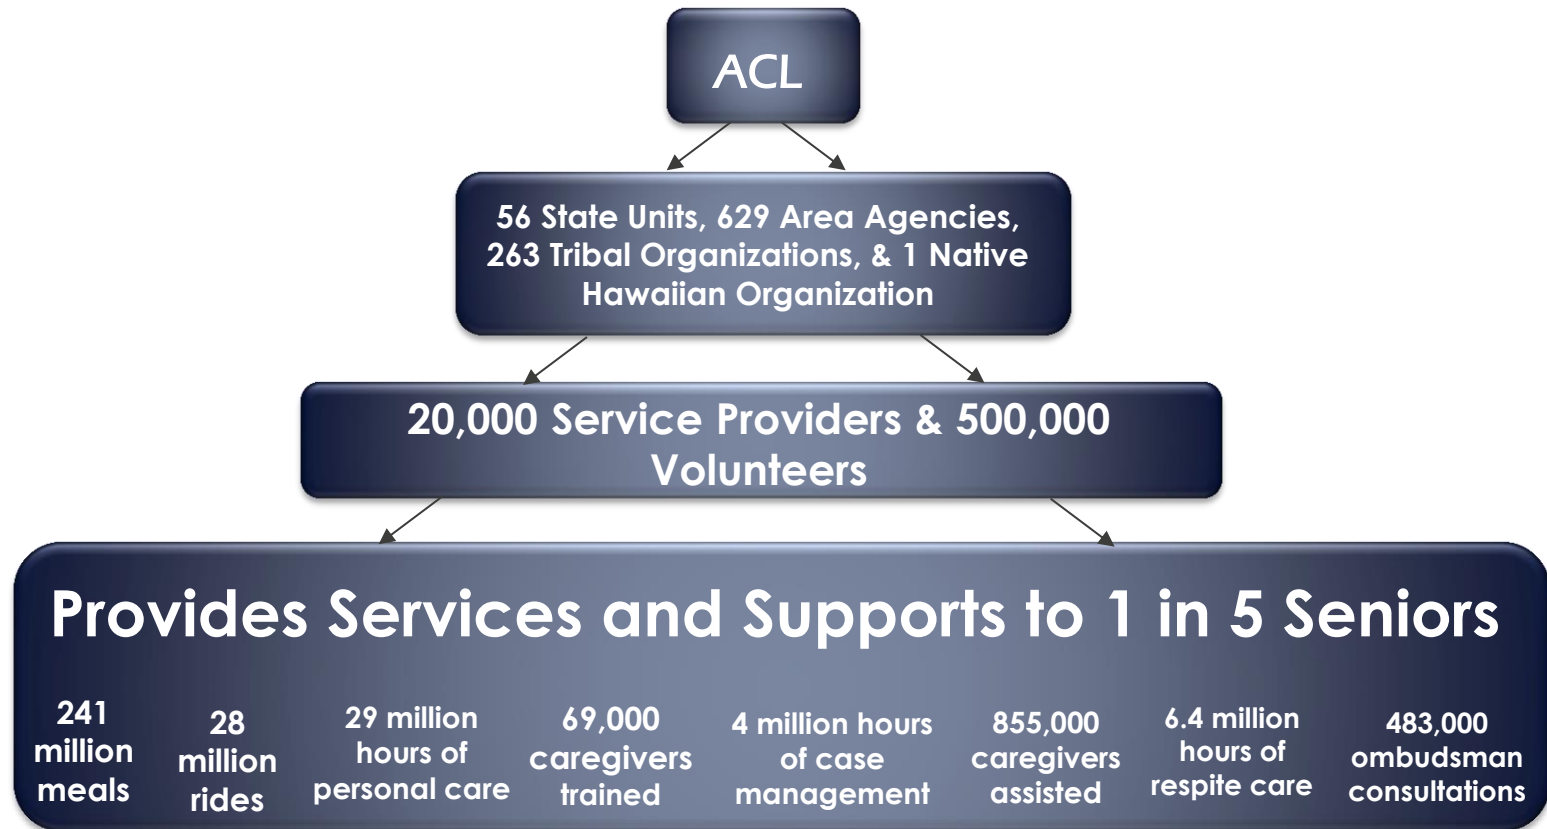 ACL
56 State Units, 629 Area Agencies,
263 Tribal Organizations, & 1 Native
Hawaiian Organization
20,000 Service Providers & 500,000
Volunteers
Provides Services and Supports to 1 in 5 Seniors
241
million
meals
28
million
rides
29 million
hours of
personal care
69,000
caregivers
trained
4 million hours
of case
management
855,000
caregivers
assisted
6.4 million
hours of
respite care
483,000
ombudsman
consultations